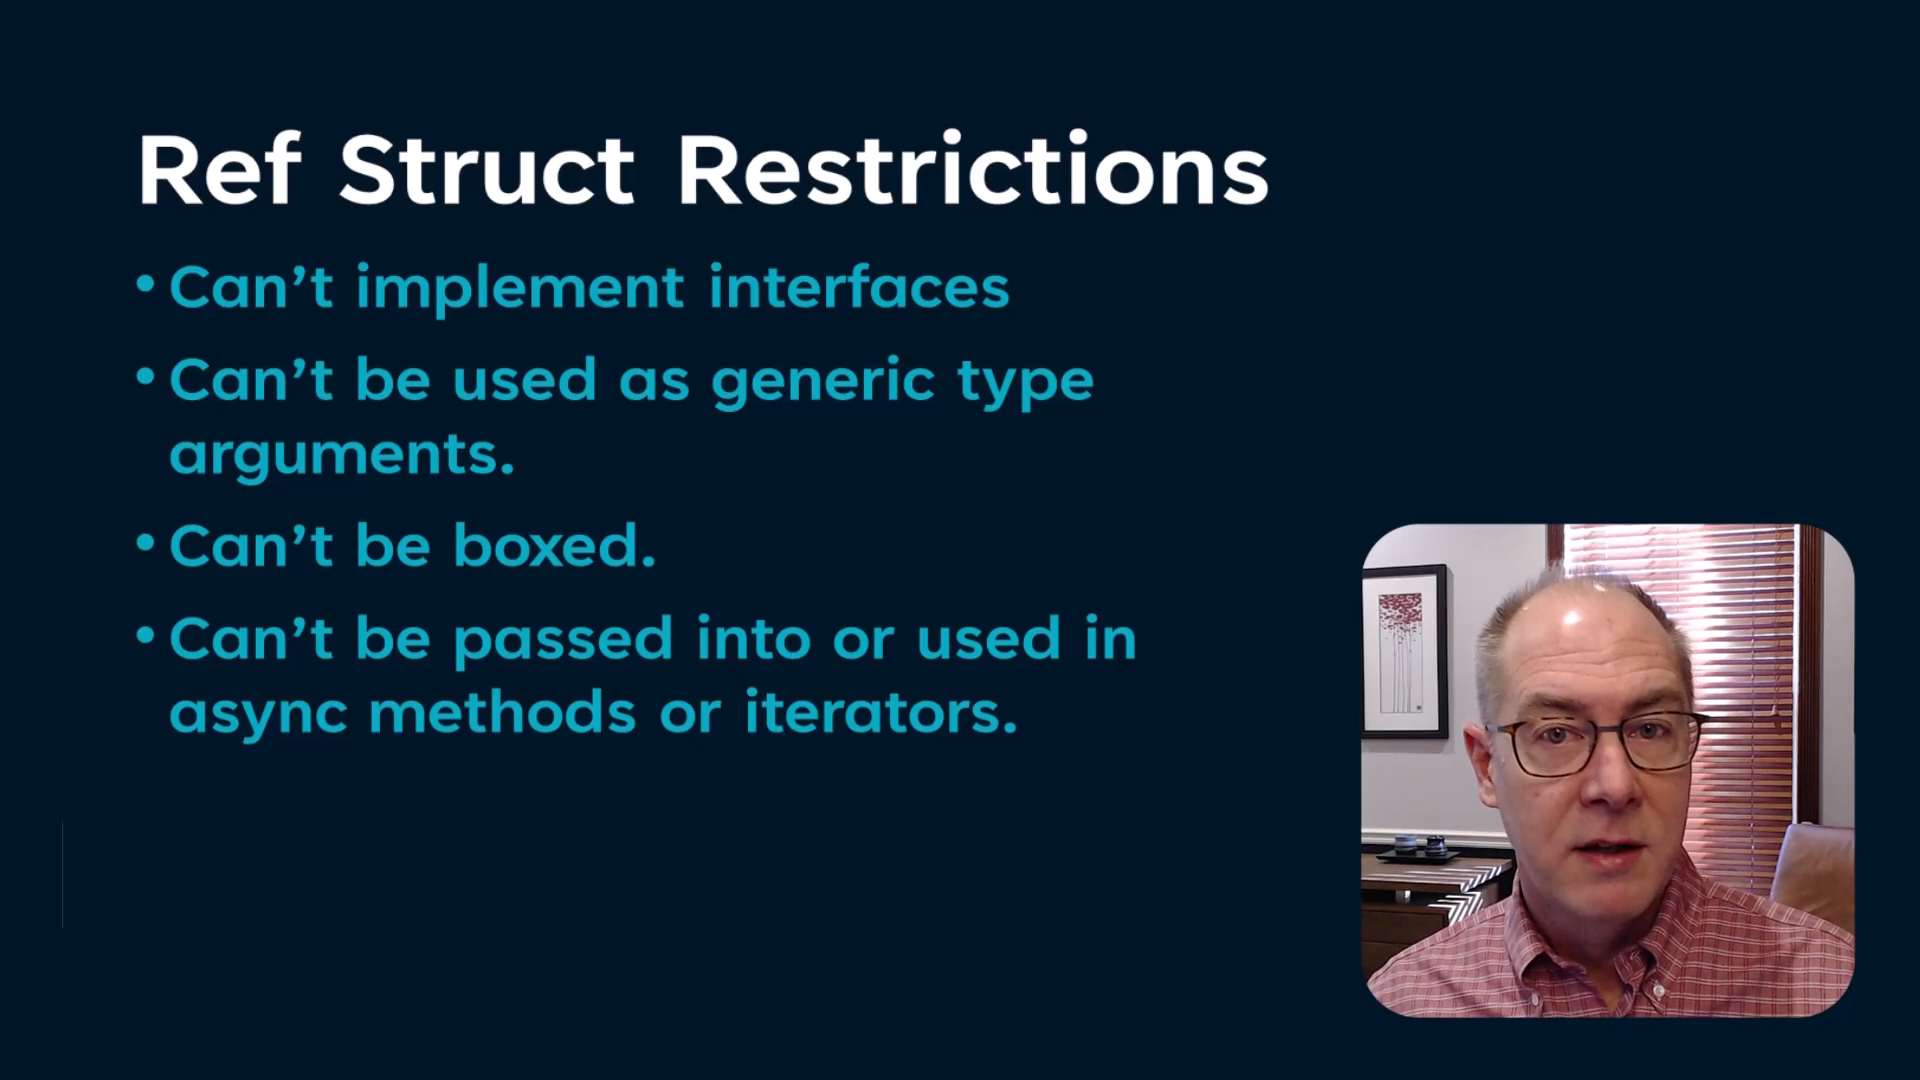 Ref Struct Restrictions
• Can’t implement interfaces
• Can’t be used as generic type
arguments.
• Can’t be boxed.
• Can’t be passed into or used in
async methods or iterators.